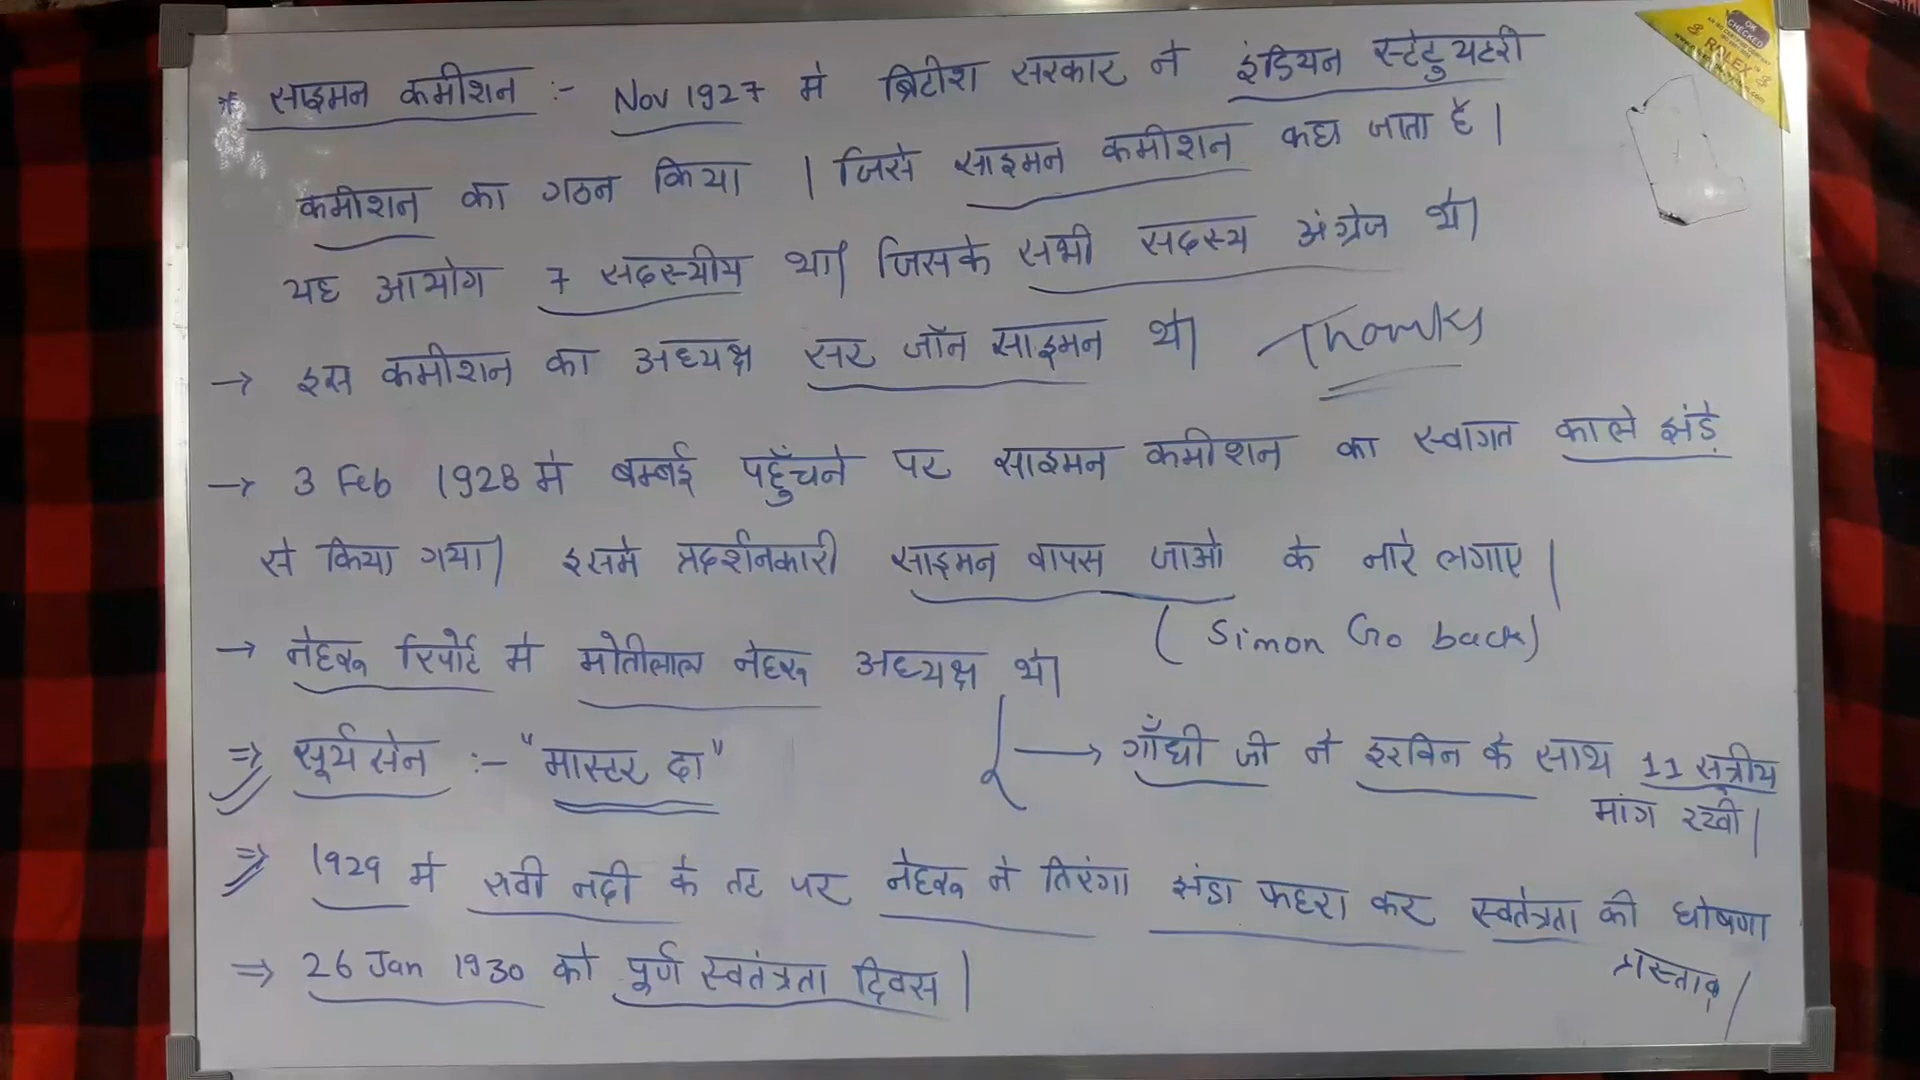 * साइमन कमीशन :- Nov 1927 मे ब्रिटीश सरकार ने इंडियन स्टेटुयटरी
कमीशन का गठन किया । जिसे साइमन कमीशन कहा जाता है ।
यह आयोग 7 सदस्यीय था। जिसके सभी सदस्य अंग्रेज थे।
→ इस कमीशन का अध्यक्ष सर जॉन साइमन थे। Thanks
→ 3 Feb 1928 मे बम्बई पहुँचने पर साइमन कमीशन का स्वागत काले झंडे
से किया गया। इसमे प्रदर्शनकारी साइमन वापस जाओ के नारे लगाए।
(Simon Go back)
→ नेहरू रिपोर्ट मे मोतीलाल नेहरू अध्यक्ष थे।
⇒ सूर्य सेन :- "मास्टर दा"
→ गाँधी जी ने इरविन के साथ 11 सत्रीय
मांग रखी।
⇒ 1929 मे रावी नदी के तट पर नेहरू ने तिरंगा झंडा फहरा कर स्वतंत्रता की घोषणा
प्रस्ताव।
⇒ 26 Jan 1930 को पूर्ण स्वतंत्रता दिवस।
OK
CHECKED
RALEX